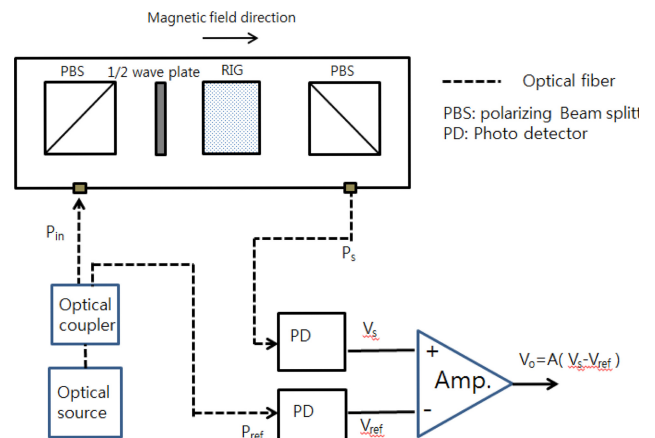 Magnetic field direction
PBS 1/2 wave plate RIG PBS
Optical fiber
PBS: polarizing Beam splitt
PD: Photo detector
Pin
Ps
Optical
coupler
Optical
source
PD
Vs
PD
Pref
Vref
+
Amp.
-
Vo=A( Vs-Vref )